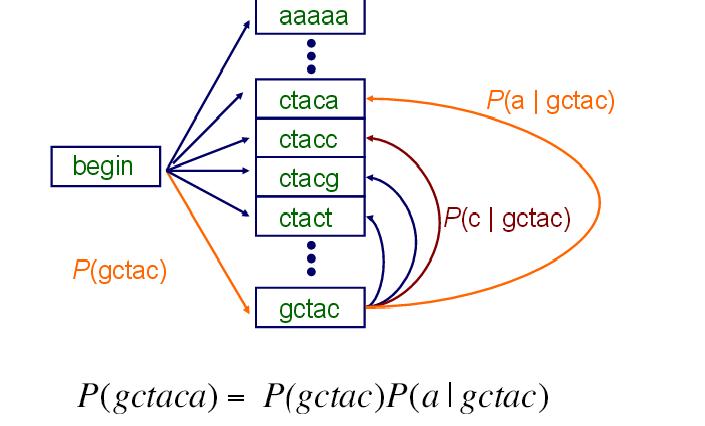 aaaaa
ctaca
P(a | gctac)
ctacc
begin
ctacg
ctact
P(c | gctac)
P(gctac)
gctac
P(gctaca) = P(gctac)P(a | gctac)